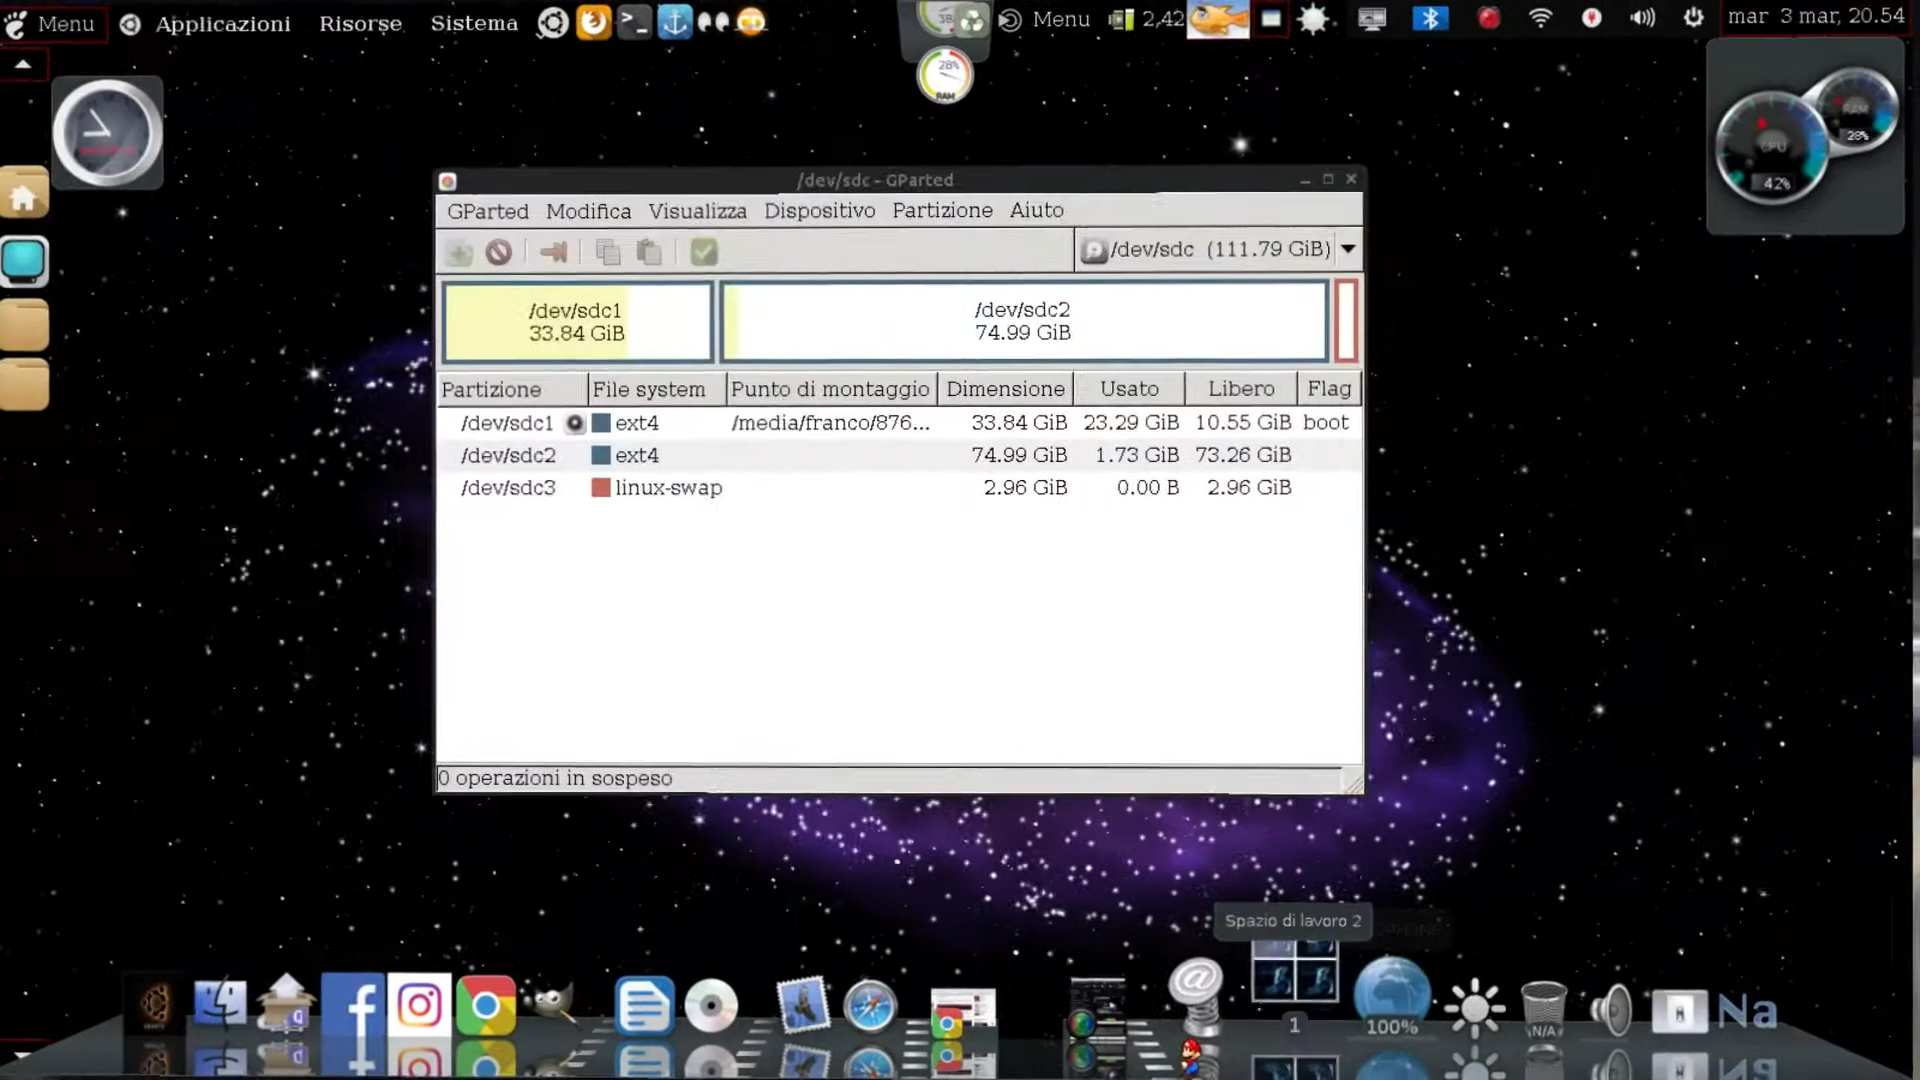 Menu Applicazioni Risorse Sistema Menu 2,42 mar 3 mar, 20.54
28%
RAM
RAM
28%
CPU
42%
/dev/sdc - GParted
GParted Modifica Visualizza Dispositivo Partizione Aiuto
/dev/sdc (111.79 GiB)
/dev/sdc1
33.84 GiB
/dev/sdc2
74.99 GiB
Partizione File system Punto di montaggio Dimensione Usato Libero Flag
/dev/sdc1 ext4 /media/franco/876... 33.84 GiB 23.29 GiB 10.55 GiB boot
/dev/sdc2 ext4 74.99 GiB 1.73 GiB 73.26 GiB
/dev/sdc3 linux-swap 2.96 GiB 0.00 B 2.96 GiB
0 operazioni in sospeso
Spazio di lavoro 2
1
100%
N/A
Na